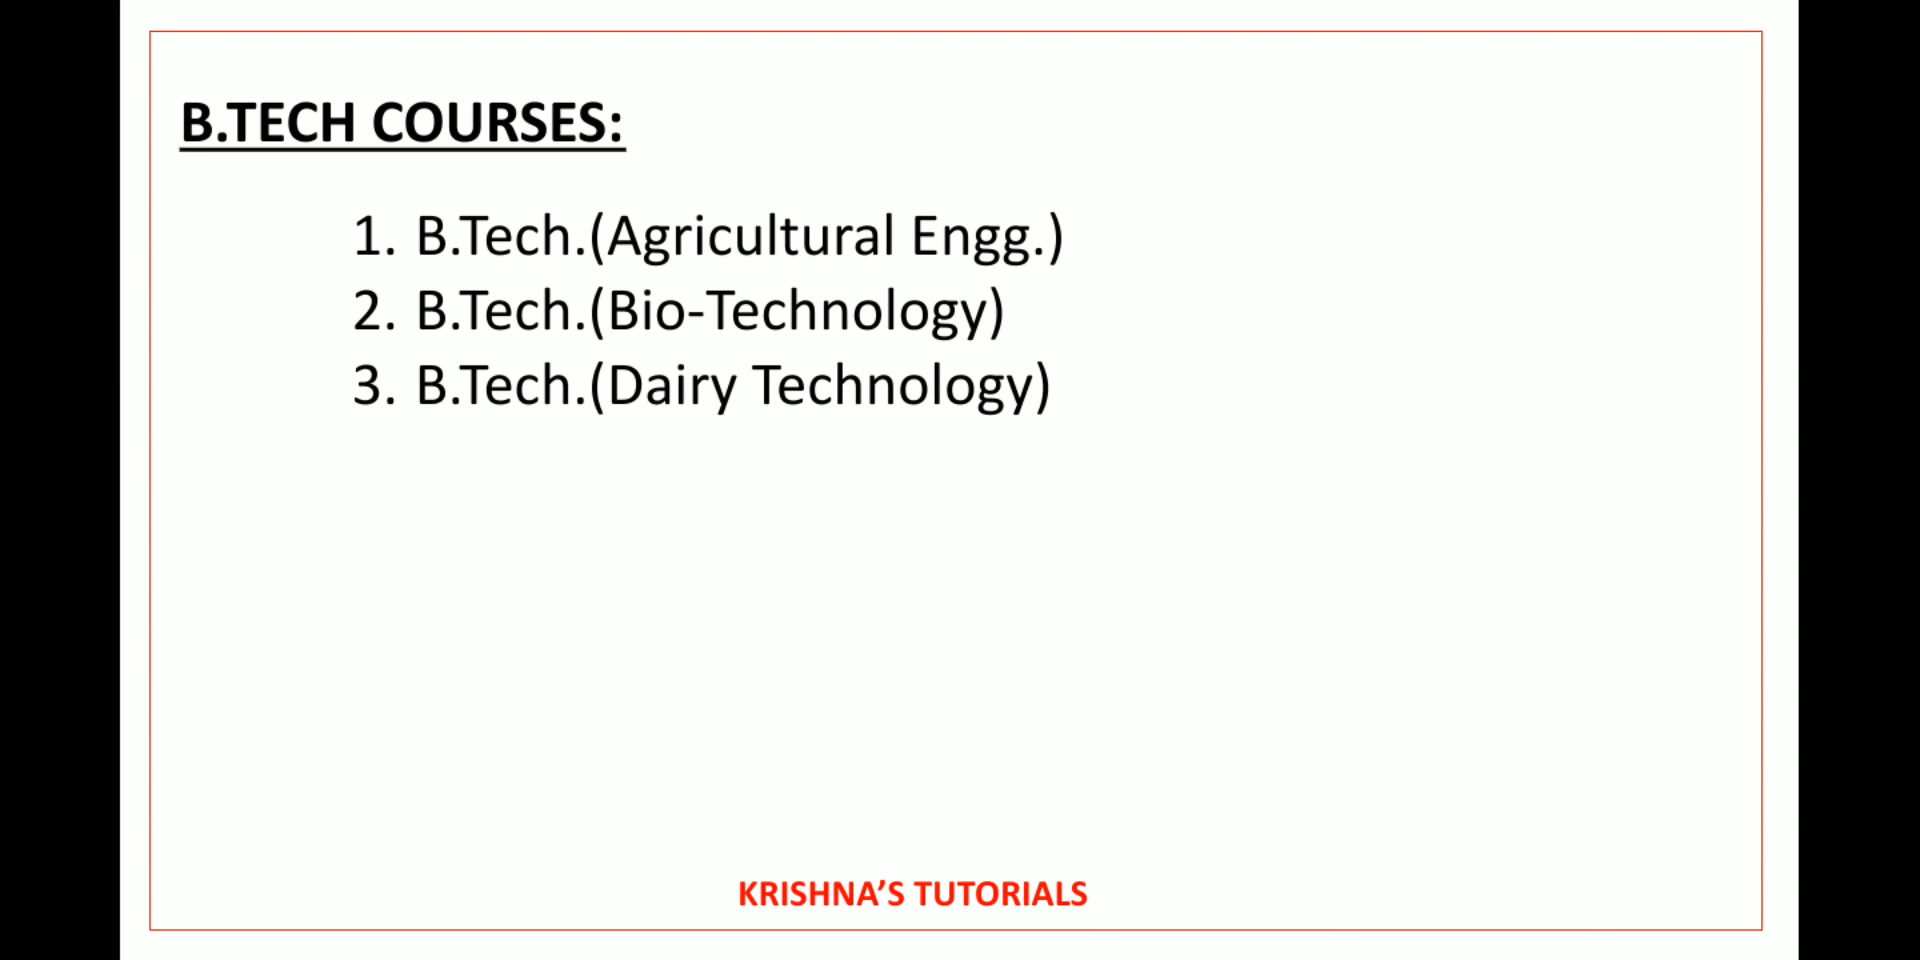 B.TECH COURSES:
1. B.Tech.(Agricultural Engg.)
2. B.Tech.(Bio-Technology)
3. B.Tech.(Dairy Technology)
KRISHNA’S TUTORIALS